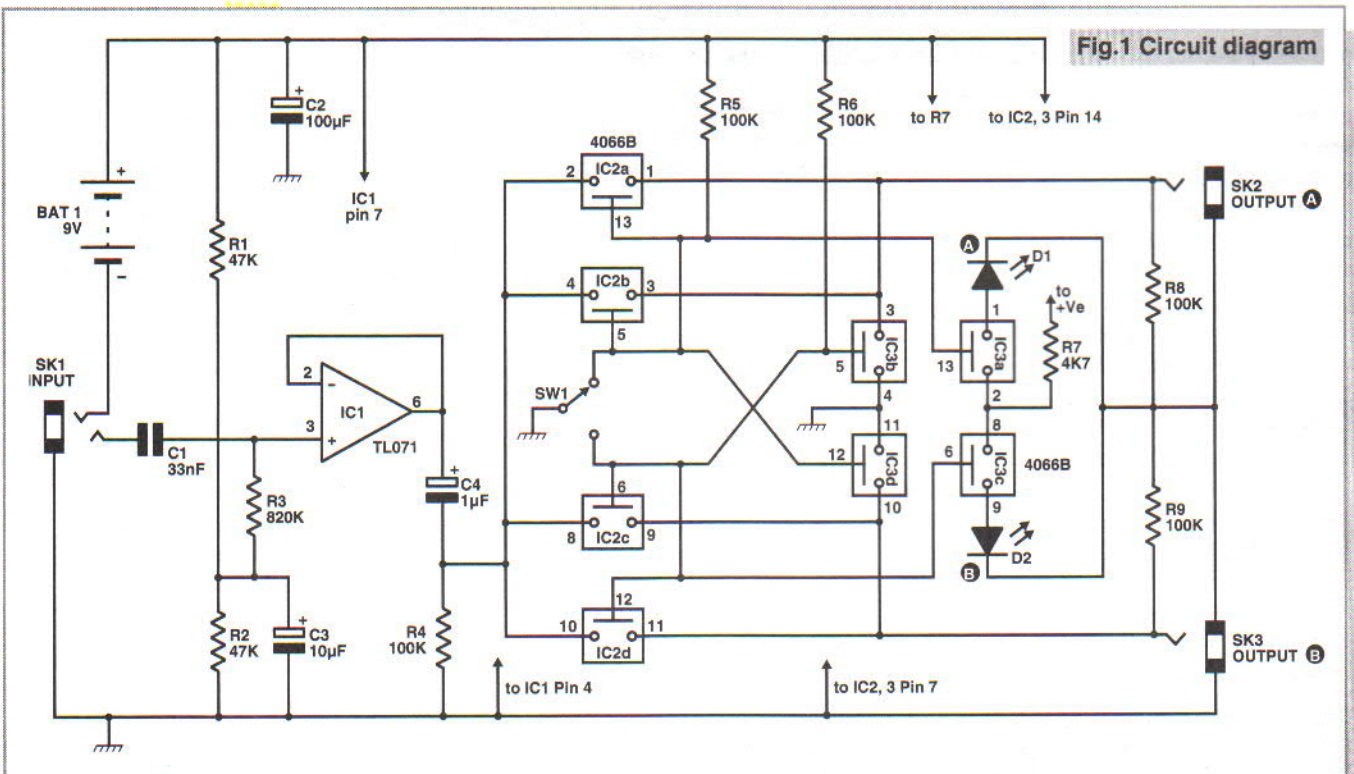 Fig.1 Circuit diagram
+
C2
100µF
IC1
pin 7
R5
100K
R6
100K
to R7
to IC2, 3 Pin 14
+
BAT 1
9V
–
R1
47K
4066B
2
IC2a
1
13
SK2
OUTPUT A
A
D1
4
IC2b
3
5
1
to
+Ve
R7
4K7
R8
100K
3
5
IC3b
4
13
IC3a
2
SK1
INPUT
C1
33nF
2
–
3
+
IC1
6
TL071
SW1
11
12
IC3d
10
8
6
IC3c
9
4066B
+
C4
1µF
R3
820K
6
8
IC2c
9
D2
B
R9
100K
R2
47K
+
C3
10µF
R4
100K
12
10
IC2d
11
to IC1 Pin 4
to IC2, 3 Pin 7
SK3
OUTPUT B